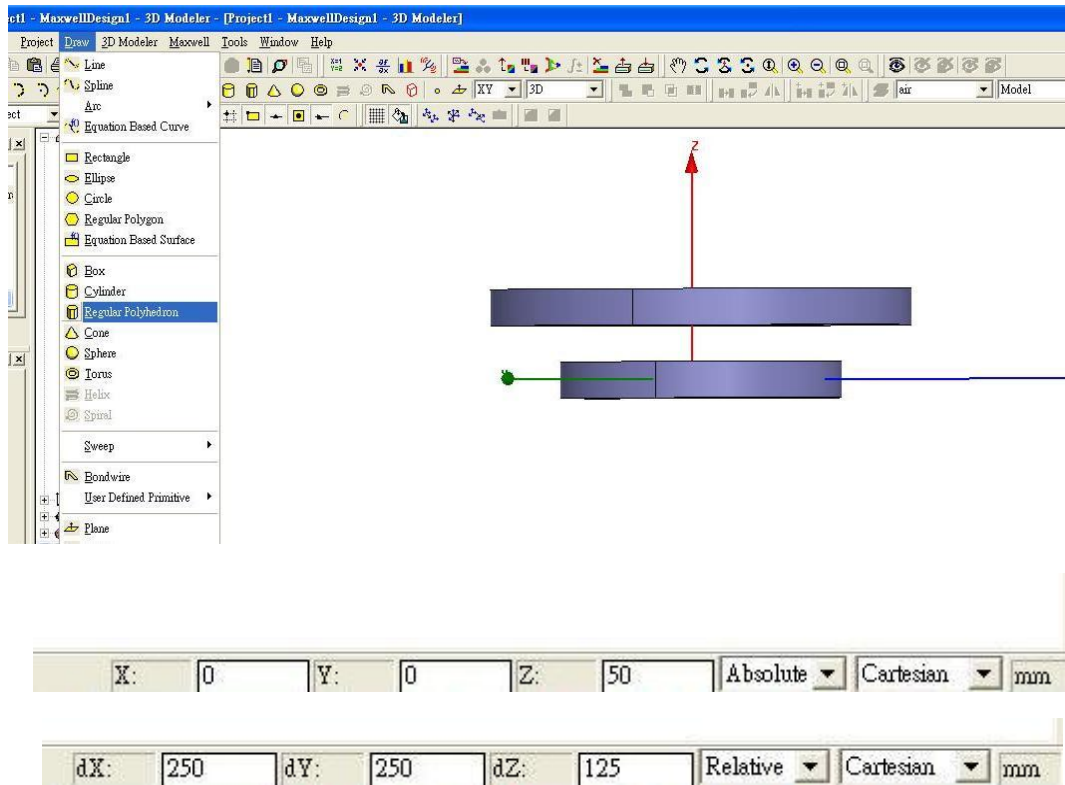 ct1 - MaxwellDesign1 - 3D Modeler - [Project1 - MaxwellDesign1 - 3D Modeler]
Project Draw 3D Modeler Maxwell Tools Window Help
Line
Spline
Arc
Equation Based Curve
Rectangle
Ellipse
Circle
Regular Polygon
Equation Based Surface
Box
Cylinder
Regular Polyhedron
Cone
Sphere
Torus
Helix
Spiral
Sweep
Bondwire
User Defined Primitive
Plane
XY 3D air Model
ect
Z
X: 0 Y: 0 Z: 50 Absolute Cartesian mm
dX: 250 dY: 250 dZ: 125 Relative Cartesian mm